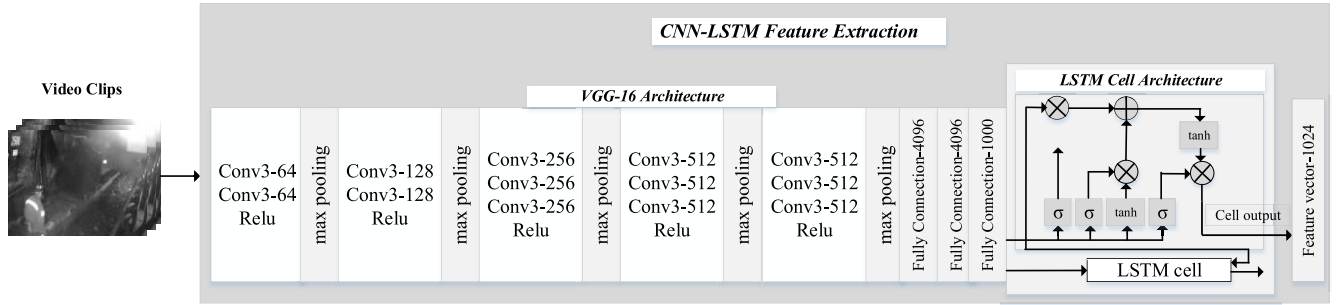 CNN-LSTM Feature Extraction
Video Clips
VGG-16 Architecture
Conv3-64
Conv3-64
Relu
max pooling
Conv3-128
Conv3-128
Relu
max pooling
Conv3-256
Conv3-256
Conv3-256
Relu
max pooling
Conv3-512
Conv3-512
Conv3-512
Relu
max pooling
Conv3-512
Conv3-512
Conv3-512
Relu
max pooling
Fully Connection-4096
Fully Connection-4096
Fully Connection-1000
LSTM Cell Architecture
tanh
σ
σ
tanh
σ
Cell output
LSTM cell
Feature vector-1024